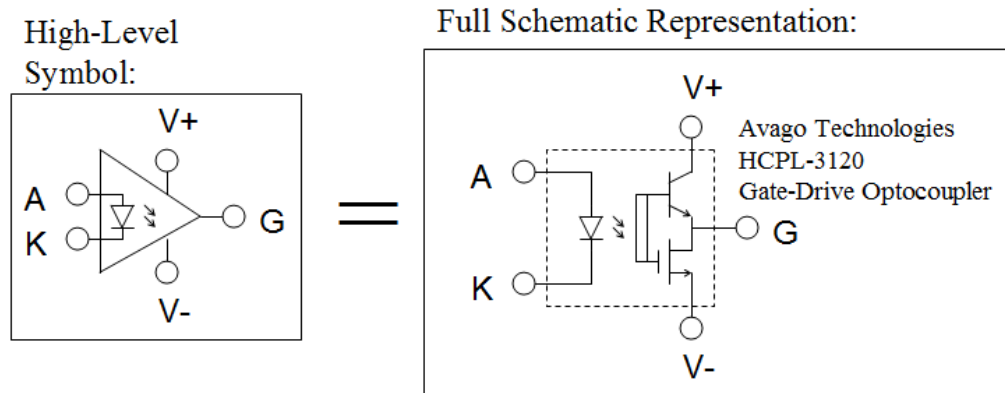 High-Level
Symbol:
V+
A
K
G
V-
=
Full Schematic Representation:
V+
Avago Technologies
HCPL-3120
Gate-Drive Optocoupler
A
G
K
V-